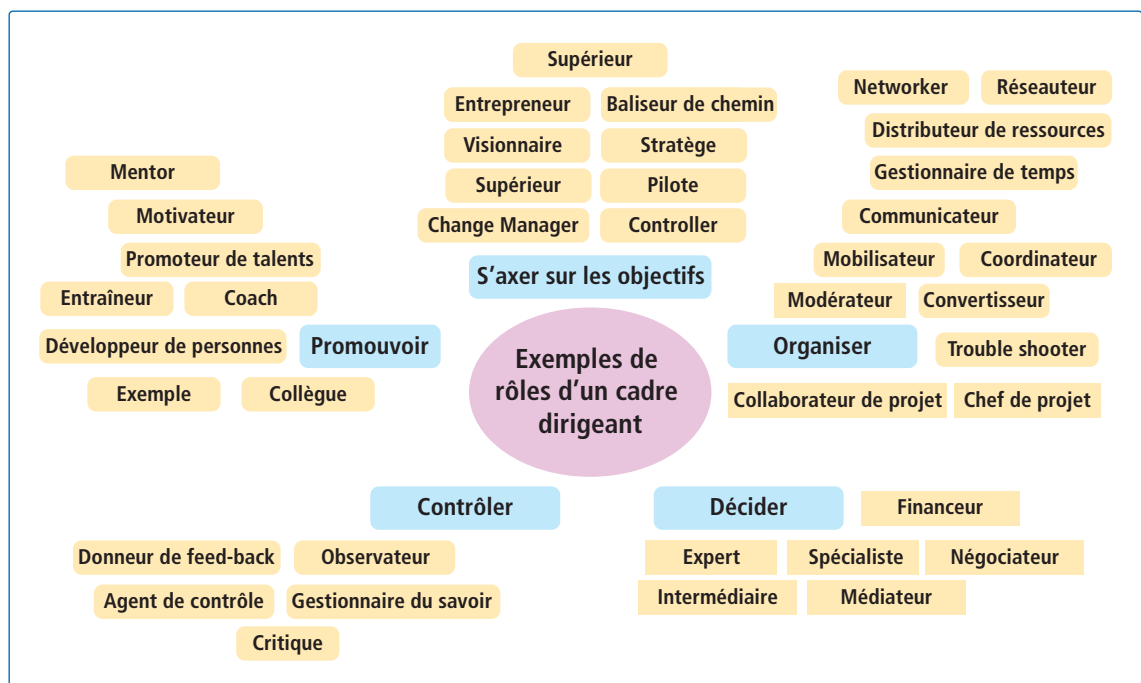 Supérieur
Entrepreneur
Baliseur de chemin
Visionnaire
Stratège
Supérieur
Pilote
Change Manager
Controller
S'axer sur les objectifs
Networker
Réseauteur
Distributeur de ressources
Gestionnaire de temps
Communicateur
Mobilisateur
Coordinateur
Modérateur
Convertisseur
Organiser
Trouble shooter
Collaborateur de projet
Chef de projet
Mentor
Motivateur
Promoteur de talents
Entraîneur
Coach
Développeur de personnes
Promouvoir
Exemple
Collègue
Exemples de
rôles d'un cadre
dirigeant
Contrôler
Donneur de feed-back
Observateur
Agent de contrôle
Gestionnaire du savoir
Critique
Décider
Financeur
Expert
Spécialiste
Négociateur
Intermédiaire
Médiateur